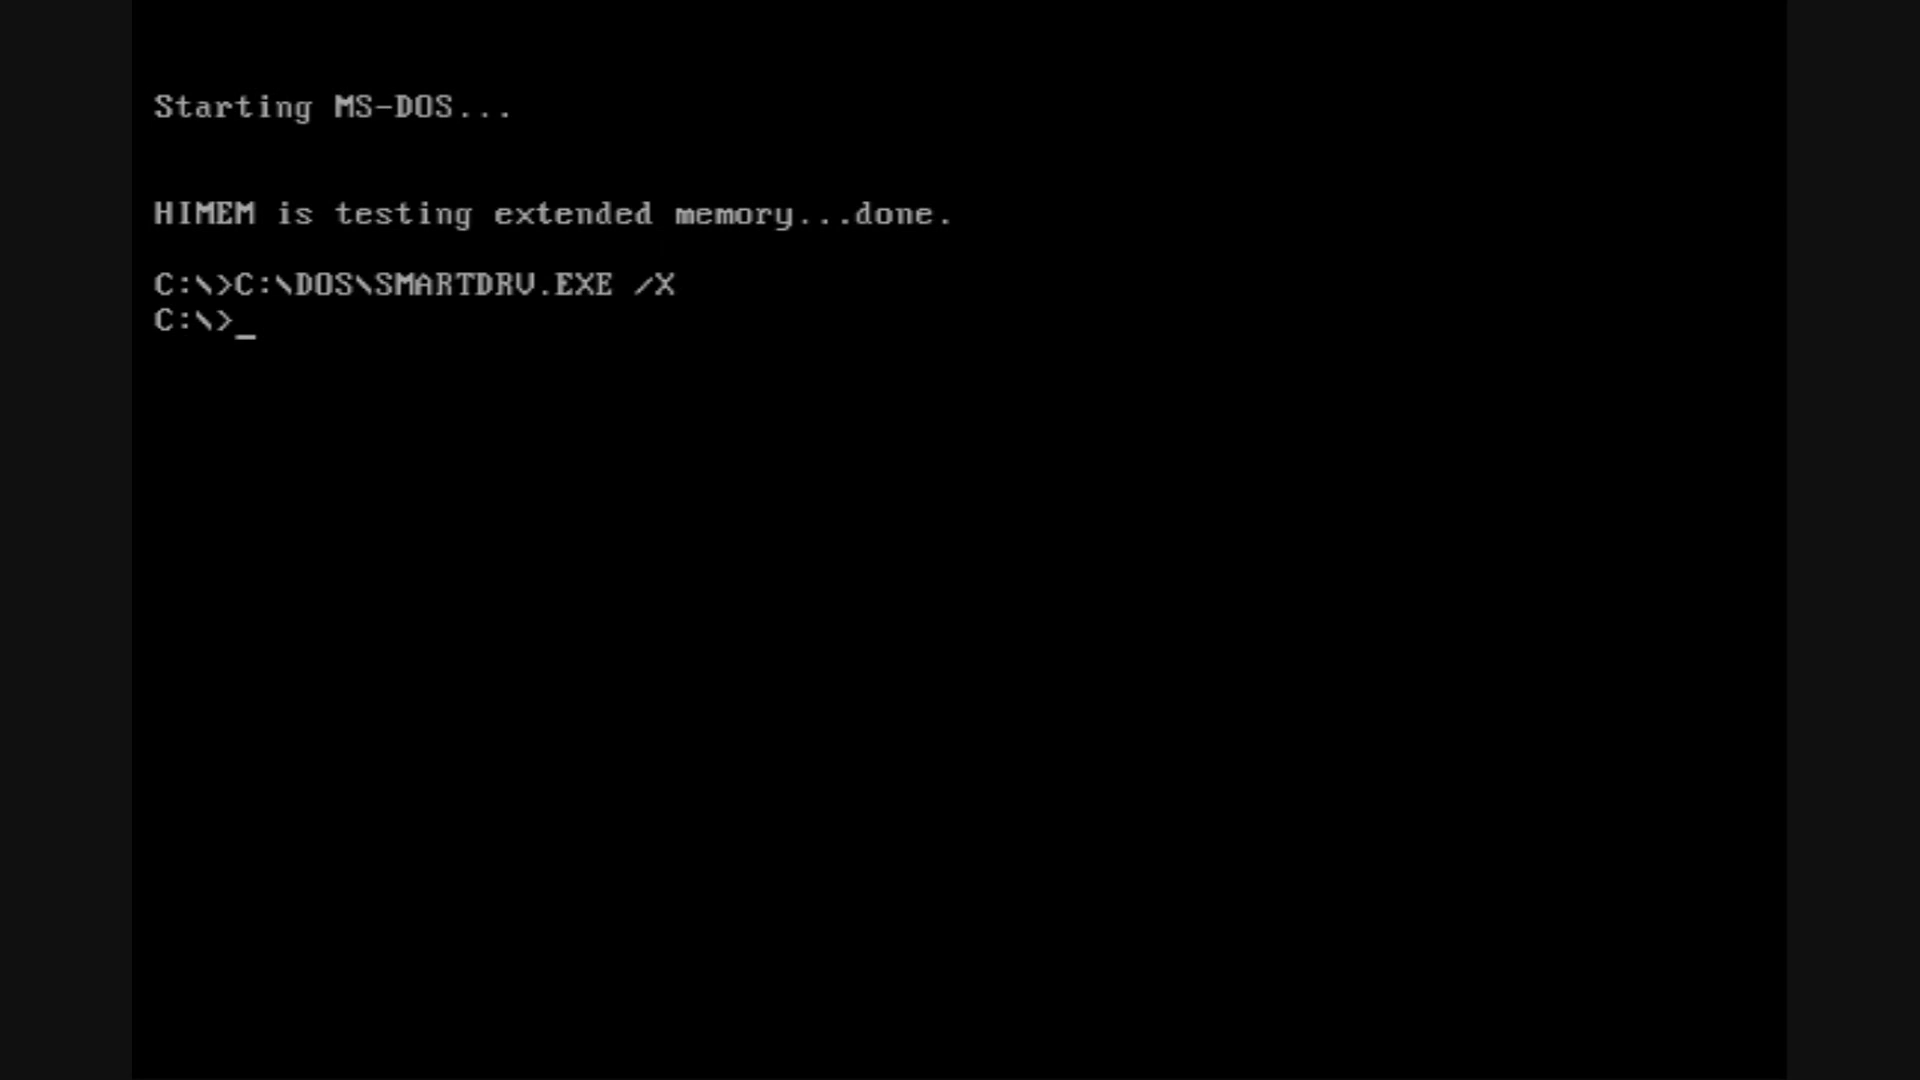 Starting MS-DOS...
HIMEM is testing extended memory...done.
C:\>C:\DOS\SMARTDRV.EXE /X
C:\>_